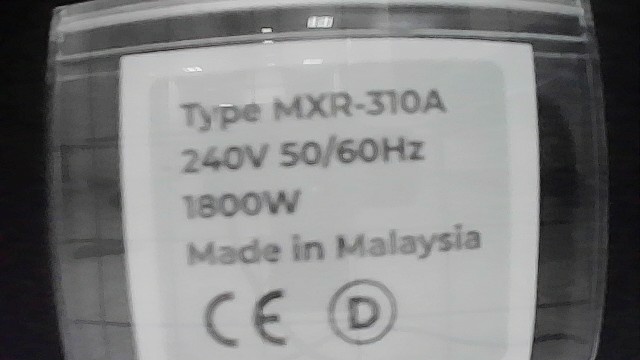 Type MXR-310A
240V 50/60Hz
1800W
Made in Malaysia
CE D